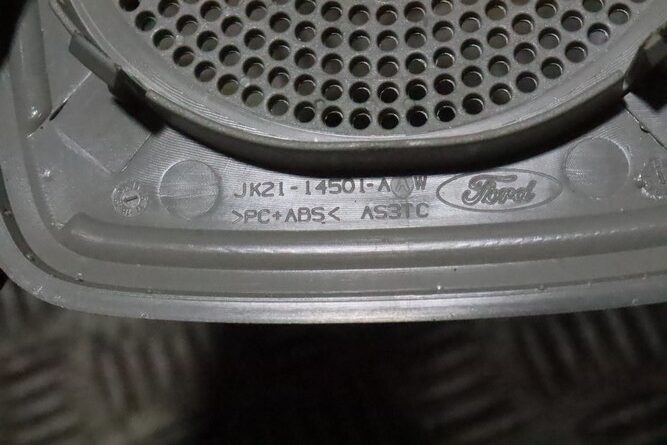 JK21-14501-AAW
Ford
>PC+ABS< AS3TC